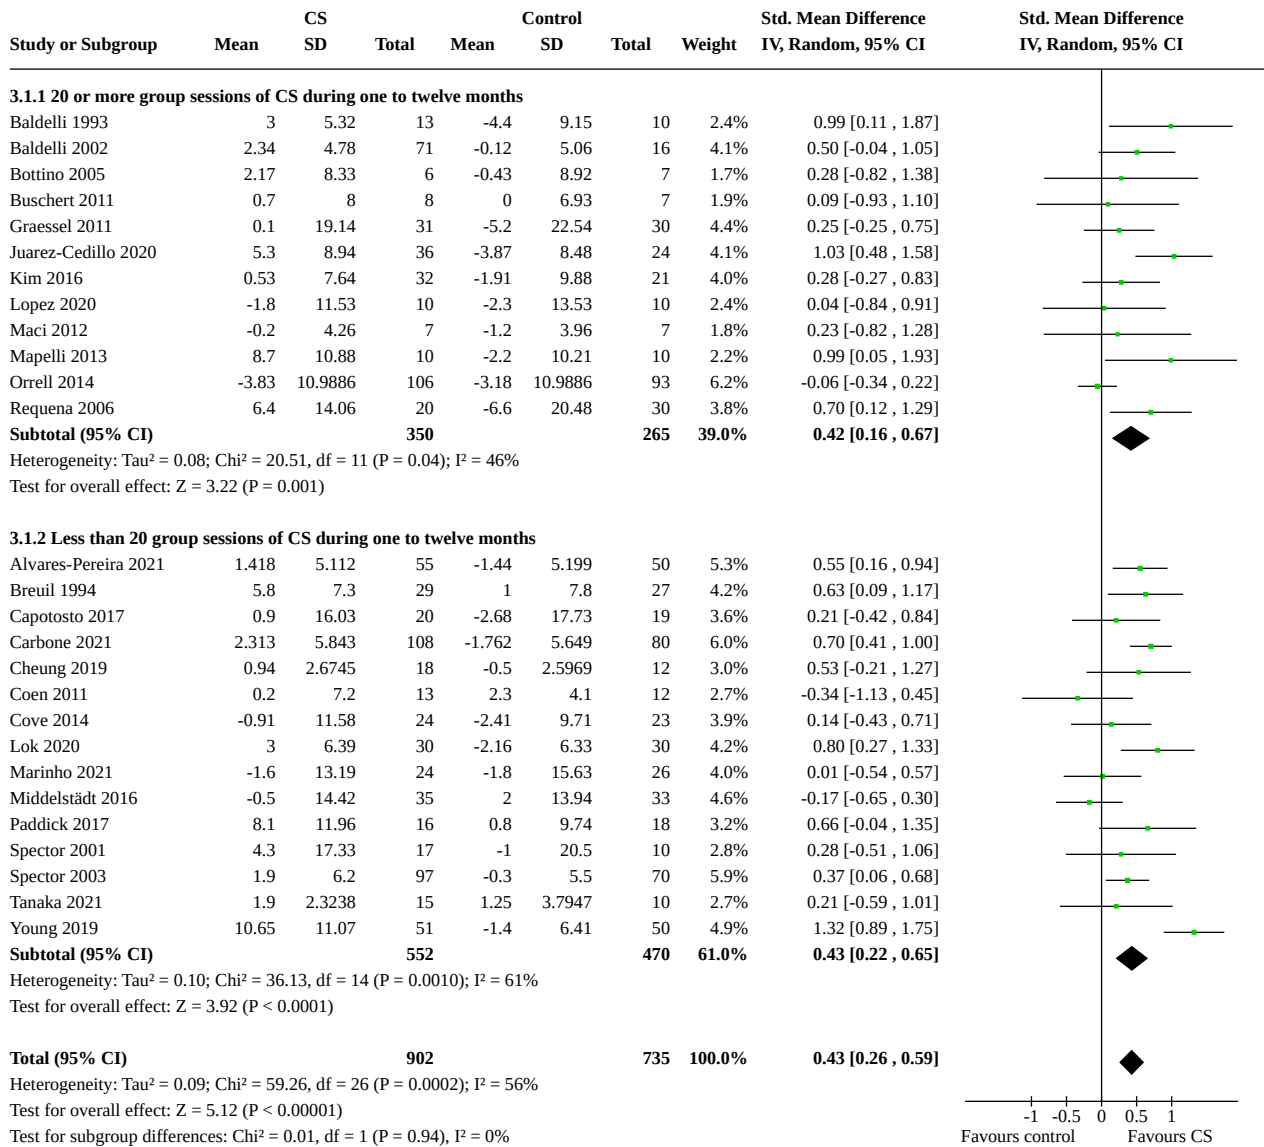 CS Control Std. Mean Difference Std. Mean Difference
Study or Subgroup Mean SD Total Mean SD Total Weight IV, Random, 95% CI IV, Random, 95% CI
3.1.1 20 or more group sessions of CS during one to twelve months
Baldelli 1993 3 5.32 13 -4.4 9.15 10 2.4% 0.99 [0.11 , 1.87]
Baldelli 2002 2.34 4.78 71 -0.12 5.06 16 4.1% 0.50 [-0.04 , 1.05]
Bottino 2005 2.17 8.33 6 -0.43 8.92 7 1.7% 0.28 [-0.82 , 1.38]
Buschert 2011 0.7 8 8 0 6.93 7 1.9% 0.09 [-0.93 , 1.10]
Graessel 2011 0.1 19.14 31 -5.2 22.54 30 4.4% 0.25 [-0.25 , 0.75]
Juarez-Cedillo 2020 5.3 8.94 36 -3.87 8.48 24 4.1% 1.03 [0.48 , 1.58]
Kim 2016 0.53 7.64 32 -1.91 9.88 21 4.0% 0.28 [-0.27 , 0.83]
Lopez 2020 -1.8 11.53 10 -2.3 13.53 10 2.4% 0.04 [-0.84 , 0.91]
Maci 2012 -0.2 4.26 7 -1.2 3.96 7 1.8% 0.23 [-0.82 , 1.28]
Mapelli 2013 8.7 10.88 10 -2.2 10.21 10 2.2% 0.99 [0.05 , 1.93]
Orrell 2014 -3.83 10.9886 106 -3.18 10.9886 93 6.2% -0.06 [-0.34 , 0.22]
Requena 2006 6.4 14.06 20 -6.6 20.48 30 3.8% 0.70 [0.12 , 1.29]
Subtotal (95% CI) 350 265 39.0% 0.42 [0.16 , 0.67]
Heterogeneity: Tau² = 0.08; Chi² = 20.51, df = 11 (P = 0.04); I² = 46%
Test for overall effect: Z = 3.22 (P = 0.001)
3.1.2 Less than 20 group sessions of CS during one to twelve months
Alvares-Pereira 2021 1.418 5.112 55 -1.44 5.199 50 5.3% 0.55 [0.16 , 0.94]
Breuil 1994 5.8 7.3 29 1 7.8 27 4.2% 0.63 [0.09 , 1.17]
Capotosto 2017 0.9 16.03 20 -2.68 17.73 19 3.6% 0.21 [-0.42 , 0.84]
Carbone 2021 2.313 5.843 108 -1.762 5.649 80 6.0% 0.70 [0.41 , 1.00]
Cheung 2019 0.94 2.6745 18 -0.5 2.5969 12 3.0% 0.53 [-0.21 , 1.27]
Coen 2011 0.2 7.2 13 2.3 4.1 12 2.7% -0.34 [-1.13 , 0.45]
Cove 2014 -0.91 11.58 24 -2.41 9.71 23 3.9% 0.14 [-0.43 , 0.71]
Lok 2020 3 6.39 30 -2.16 6.33 30 4.2% 0.80 [0.27 , 1.33]
Marinho 2021 -1.6 13.19 24 -1.8 15.63 26 4.0% 0.01 [-0.54 , 0.57]
Middelstädt 2016 -0.5 14.42 35 2 13.94 33 4.6% -0.17 [-0.65 , 0.30]
Paddick 2017 8.1 11.96 16 0.8 9.74 18 3.2% 0.66 [-0.04 , 1.35]
Spector 2001 4.3 17.33 17 -1 20.5 10 2.8% 0.28 [-0.51 , 1.06]
Spector 2003 1.9 6.2 97 -0.3 5.5 70 5.9% 0.37 [0.06 , 0.68]
Tanaka 2021 1.9 2.3238 15 1.25 3.7947 10 2.7% 0.21 [-0.59 , 1.01]
Young 2019 10.65 11.07 51 -1.4 6.41 50 4.9% 1.32 [0.89 , 1.75]
Subtotal (95% CI) 552 470 61.0% 0.43 [0.22 , 0.65]
Heterogeneity: Tau² = 0.10; Chi² = 36.13, df = 14 (P = 0.0010); I² = 61%
Test for overall effect: Z = 3.92 (P < 0.0001)
Total (95% CI) 902 735 100.0% 0.43 [0.26 , 0.59]
Heterogeneity: Tau² = 0.09; Chi² = 59.26, df = 26 (P = 0.0002); I² = 56%
Test for overall effect: Z = 5.12 (P < 0.00001)
-1 -0.5 0 0.5 1
Test for subgroup differences: Chi² = 0.01, df = 1 (P = 0.94), I² = 0%
Favours control Favours CS